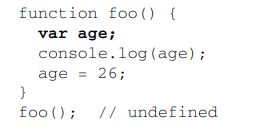 function foo() {
  var age;
  console.log(age);
  age = 26;
}
foo();  // undefined